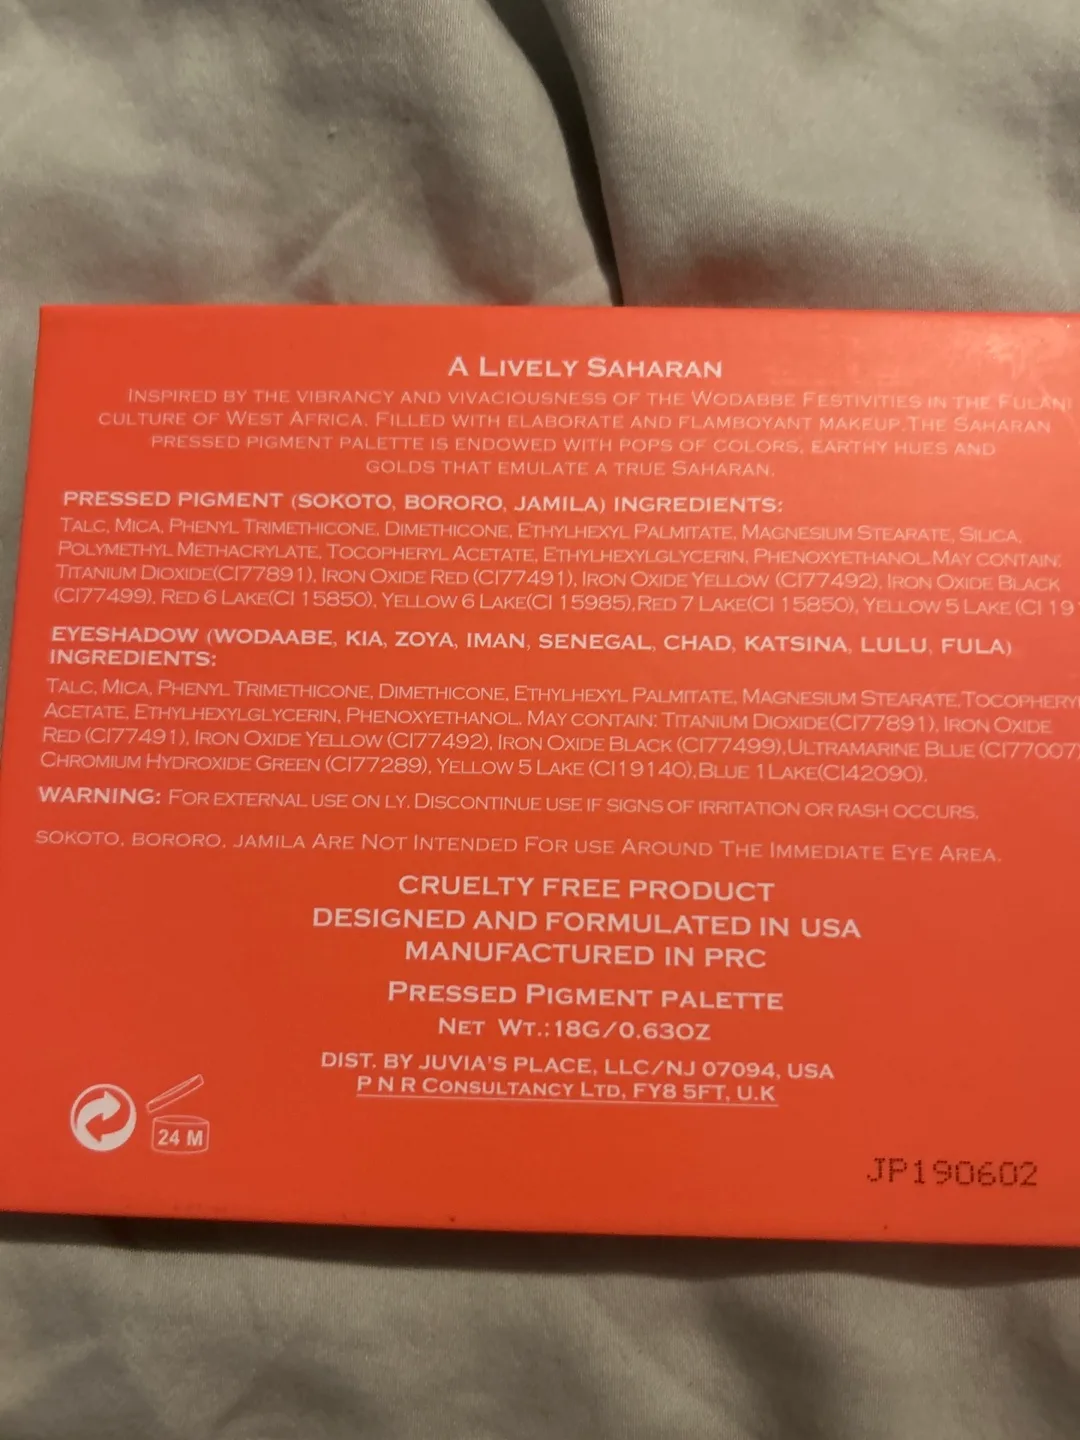 A Lively Saharan
Inspired by the vibrancy and vivaciousness of the Wodabbe Festivities in the Fulani
culture of West Africa. Filled with elaborate and flamboyant makeup.The Saharan
pressed pigment palette is endowed with pops of colors, earthy hues and
golds that emulate a true Saharan.
PRESSED PIGMENT (SOKOTO, BORORO, JAMILA) INGREDIENTS:
Talc, Mica, Phenyl Trimethicone, Dimethicone, Ethylhexyl Palmitate, Magnesium Stearate, Silica,
Polymethyl Methacrylate, Tocopheryl Acetate, Ethylhexylglycerin, Phenoxyethanol.May contain:
Titanium Dioxide(CI77891), Iron Oxide Red (CI77491), Iron Oxide Yellow (CI77492), Iron Oxide Black
(CI77499), Red 6 Lake(CI 15850), Yellow 6 Lake(CI 15985),Red 7 Lake(CI 15850), Yellow 5 Lake (CI 19
EYESHADOW (WODAABE, KIA, ZOYA, IMAN, SENEGAL, CHAD, KATSINA, LULU, FULA)
INGREDIENTS:
Talc, Mica, Phenyl Trimethicone, Dimethicone, Ethylhexyl Palmitate, Magnesium Stearate,Tocophery
Acetate, Ethylhexylglycerin, Phenoxyethanol. May contain: Titanium Dioxide(CI77891), Iron Oxide
Red (CI77491), Iron Oxide Yellow (CI77492), Iron Oxide Black (CI77499),Ultramarine Blue (CI77007)
Chromium Hydroxide Green (CI77289), Yellow 5 Lake (CI19140),Blue 1 Lake(CI42090).
WARNING: For external use on ly. Discontinue use if signs of irritation or rash occurs.
SOKOTO, BORORO, JAMILA Are Not Intended For use Around The Immediate Eye Area.
CRUELTY FREE PRODUCT
DESIGNED AND FORMULATED IN USA
MANUFACTURED IN PRC
Pressed Pigment palette
Net Wt.:18G/0.63OZ
DIST. BY JUVIA'S PLACE, LLC/NJ 07094, USA
P N R Consultancy Ltd, FY8 5FT, U.K
24 M
JP190602